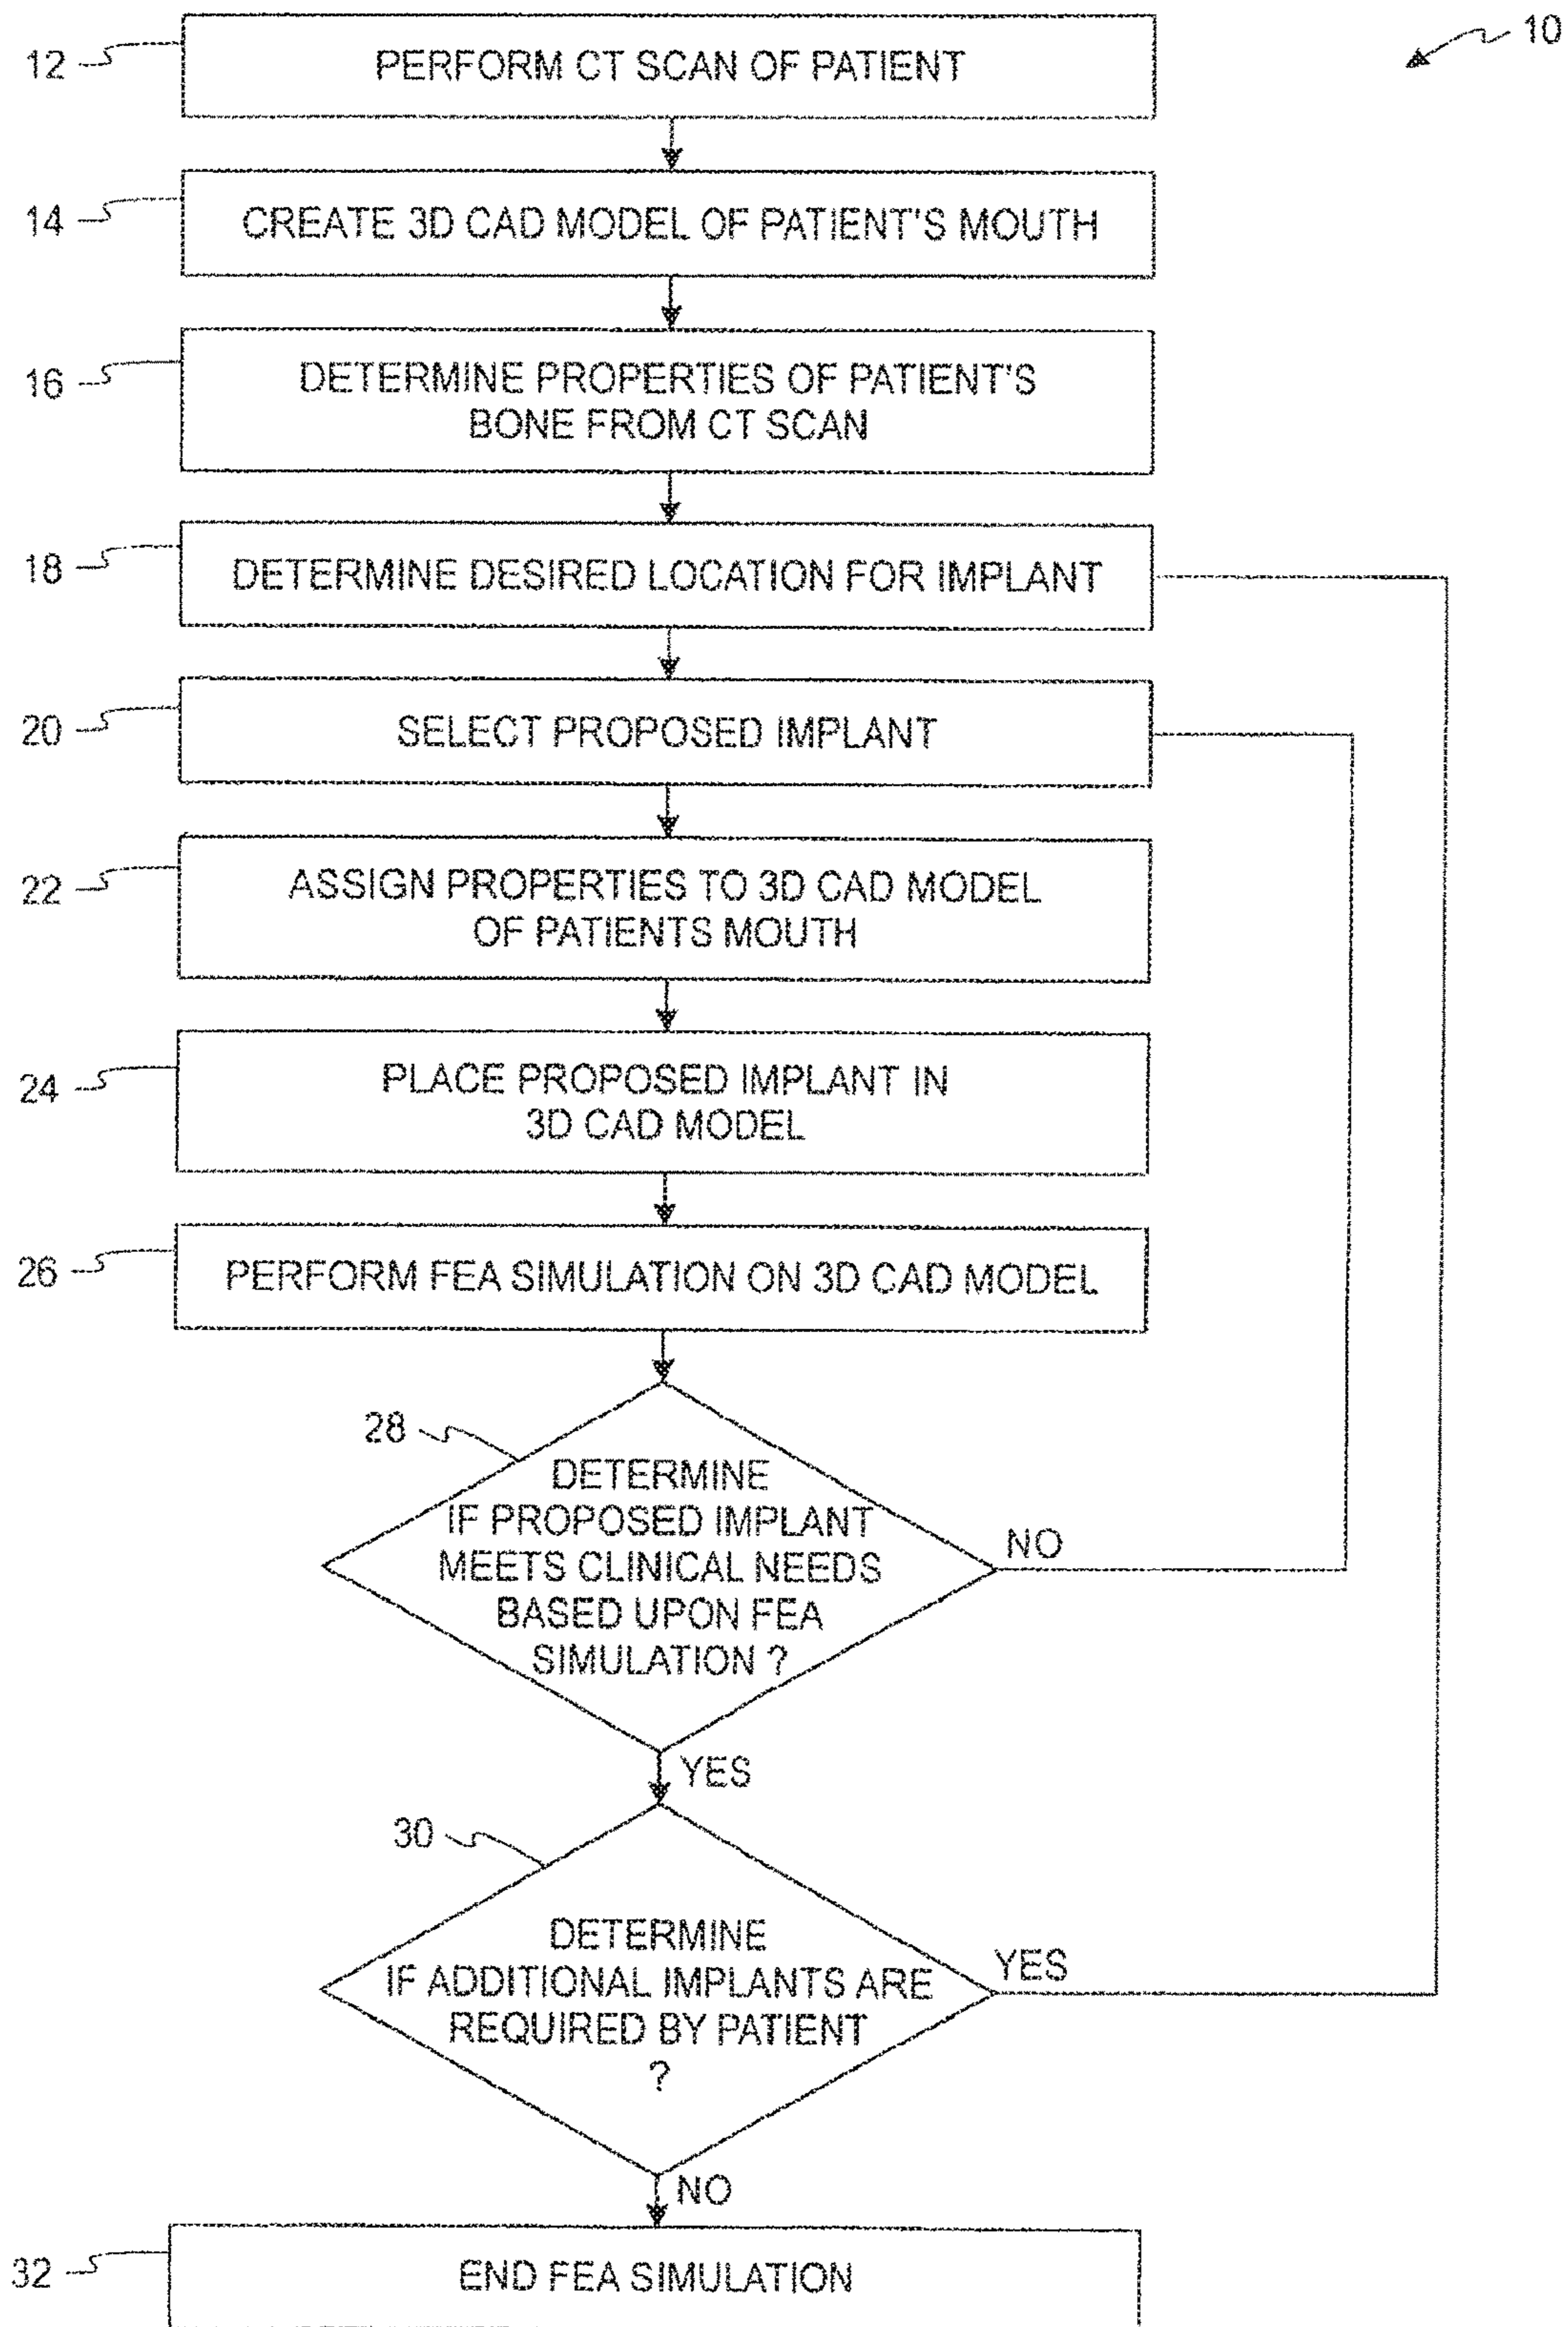 10
12
PERFORM CT SCAN OF PATIENT
14
CREATE 3D CAD MODEL OF PATIENT'S MOUTH
16
DETERMINE PROPERTIES OF PATIENT'S
BONE FROM CT SCAN
18
DETERMINE DESIRED LOCATION FOR IMPLANT
20
SELECT PROPOSED IMPLANT
22
ASSIGN PROPERTIES TO 3D CAD MODEL
OF PATIENTS MOUTH
24
PLACE PROPOSED IMPLANT IN
3D CAD MODEL
26
PERFORM FEA SIMULATION ON 3D CAD MODEL
28
DETERMINE
IF PROPOSED IMPLANT
MEETS CLINICAL NEEDS
BASED UPON FEA
SIMULATION ?
NO
YES
30
DETERMINE
IF ADDITIONAL IMPLANTS ARE
REQUIRED BY PATIENT
?
YES
NO
32
END FEA SIMULATION